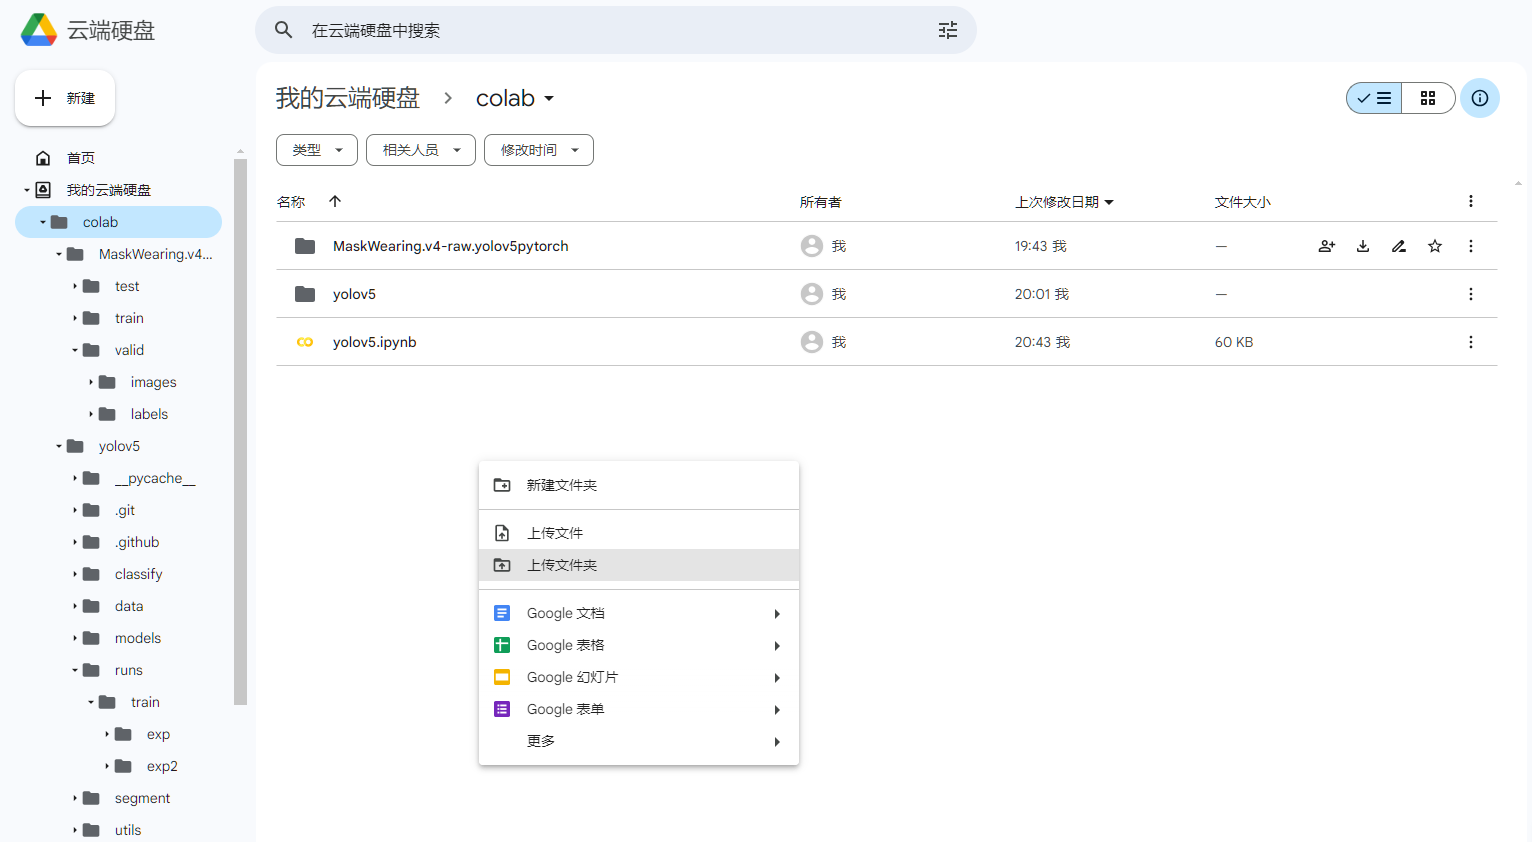 云端硬盘
在云端硬盘中搜索
新建
首页
我的云端硬盘
colab
MaskWearing.v4...
test
train
valid
images
labels
yolov5
__pycache__
.git
.github
classify
data
models
runs
train
exp
exp2
segment
utils
我的云端硬盘 colab
类型 相关人员 修改时间
名称 所有者 上次修改日期 文件大小
MaskWearing.v4-raw.yolov5pytorch 我 19:43 我 —
yolov5 我 20:01 我 —
yolov5.ipynb 我 20:43 我 60 KB
新建文件夹
上传文件
上传文件夹
Google 文档
Google 表格
Google 幻灯片
Google 表单
更多